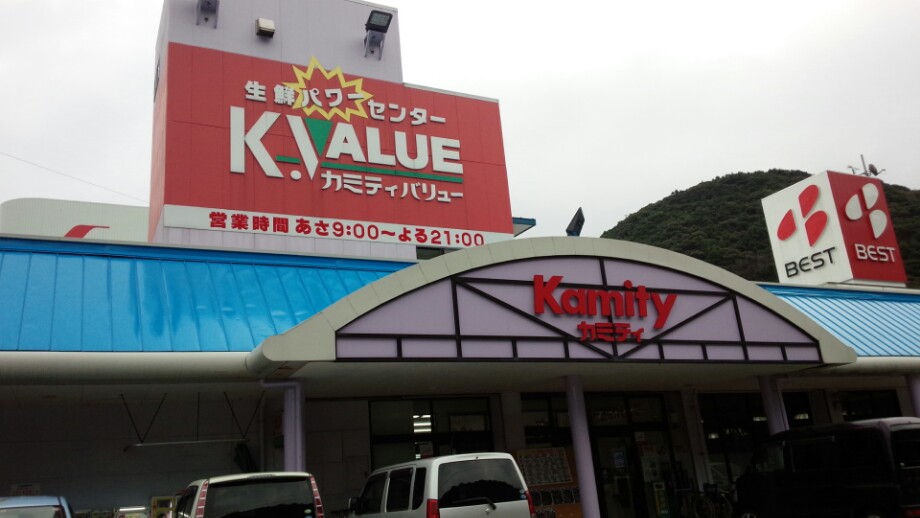 生鮮パワーセンター
K.VALUE
カミティバリュー
営業時間 あさ9:00〜よる21:00
Kamity
カミティ
BEST
BEST